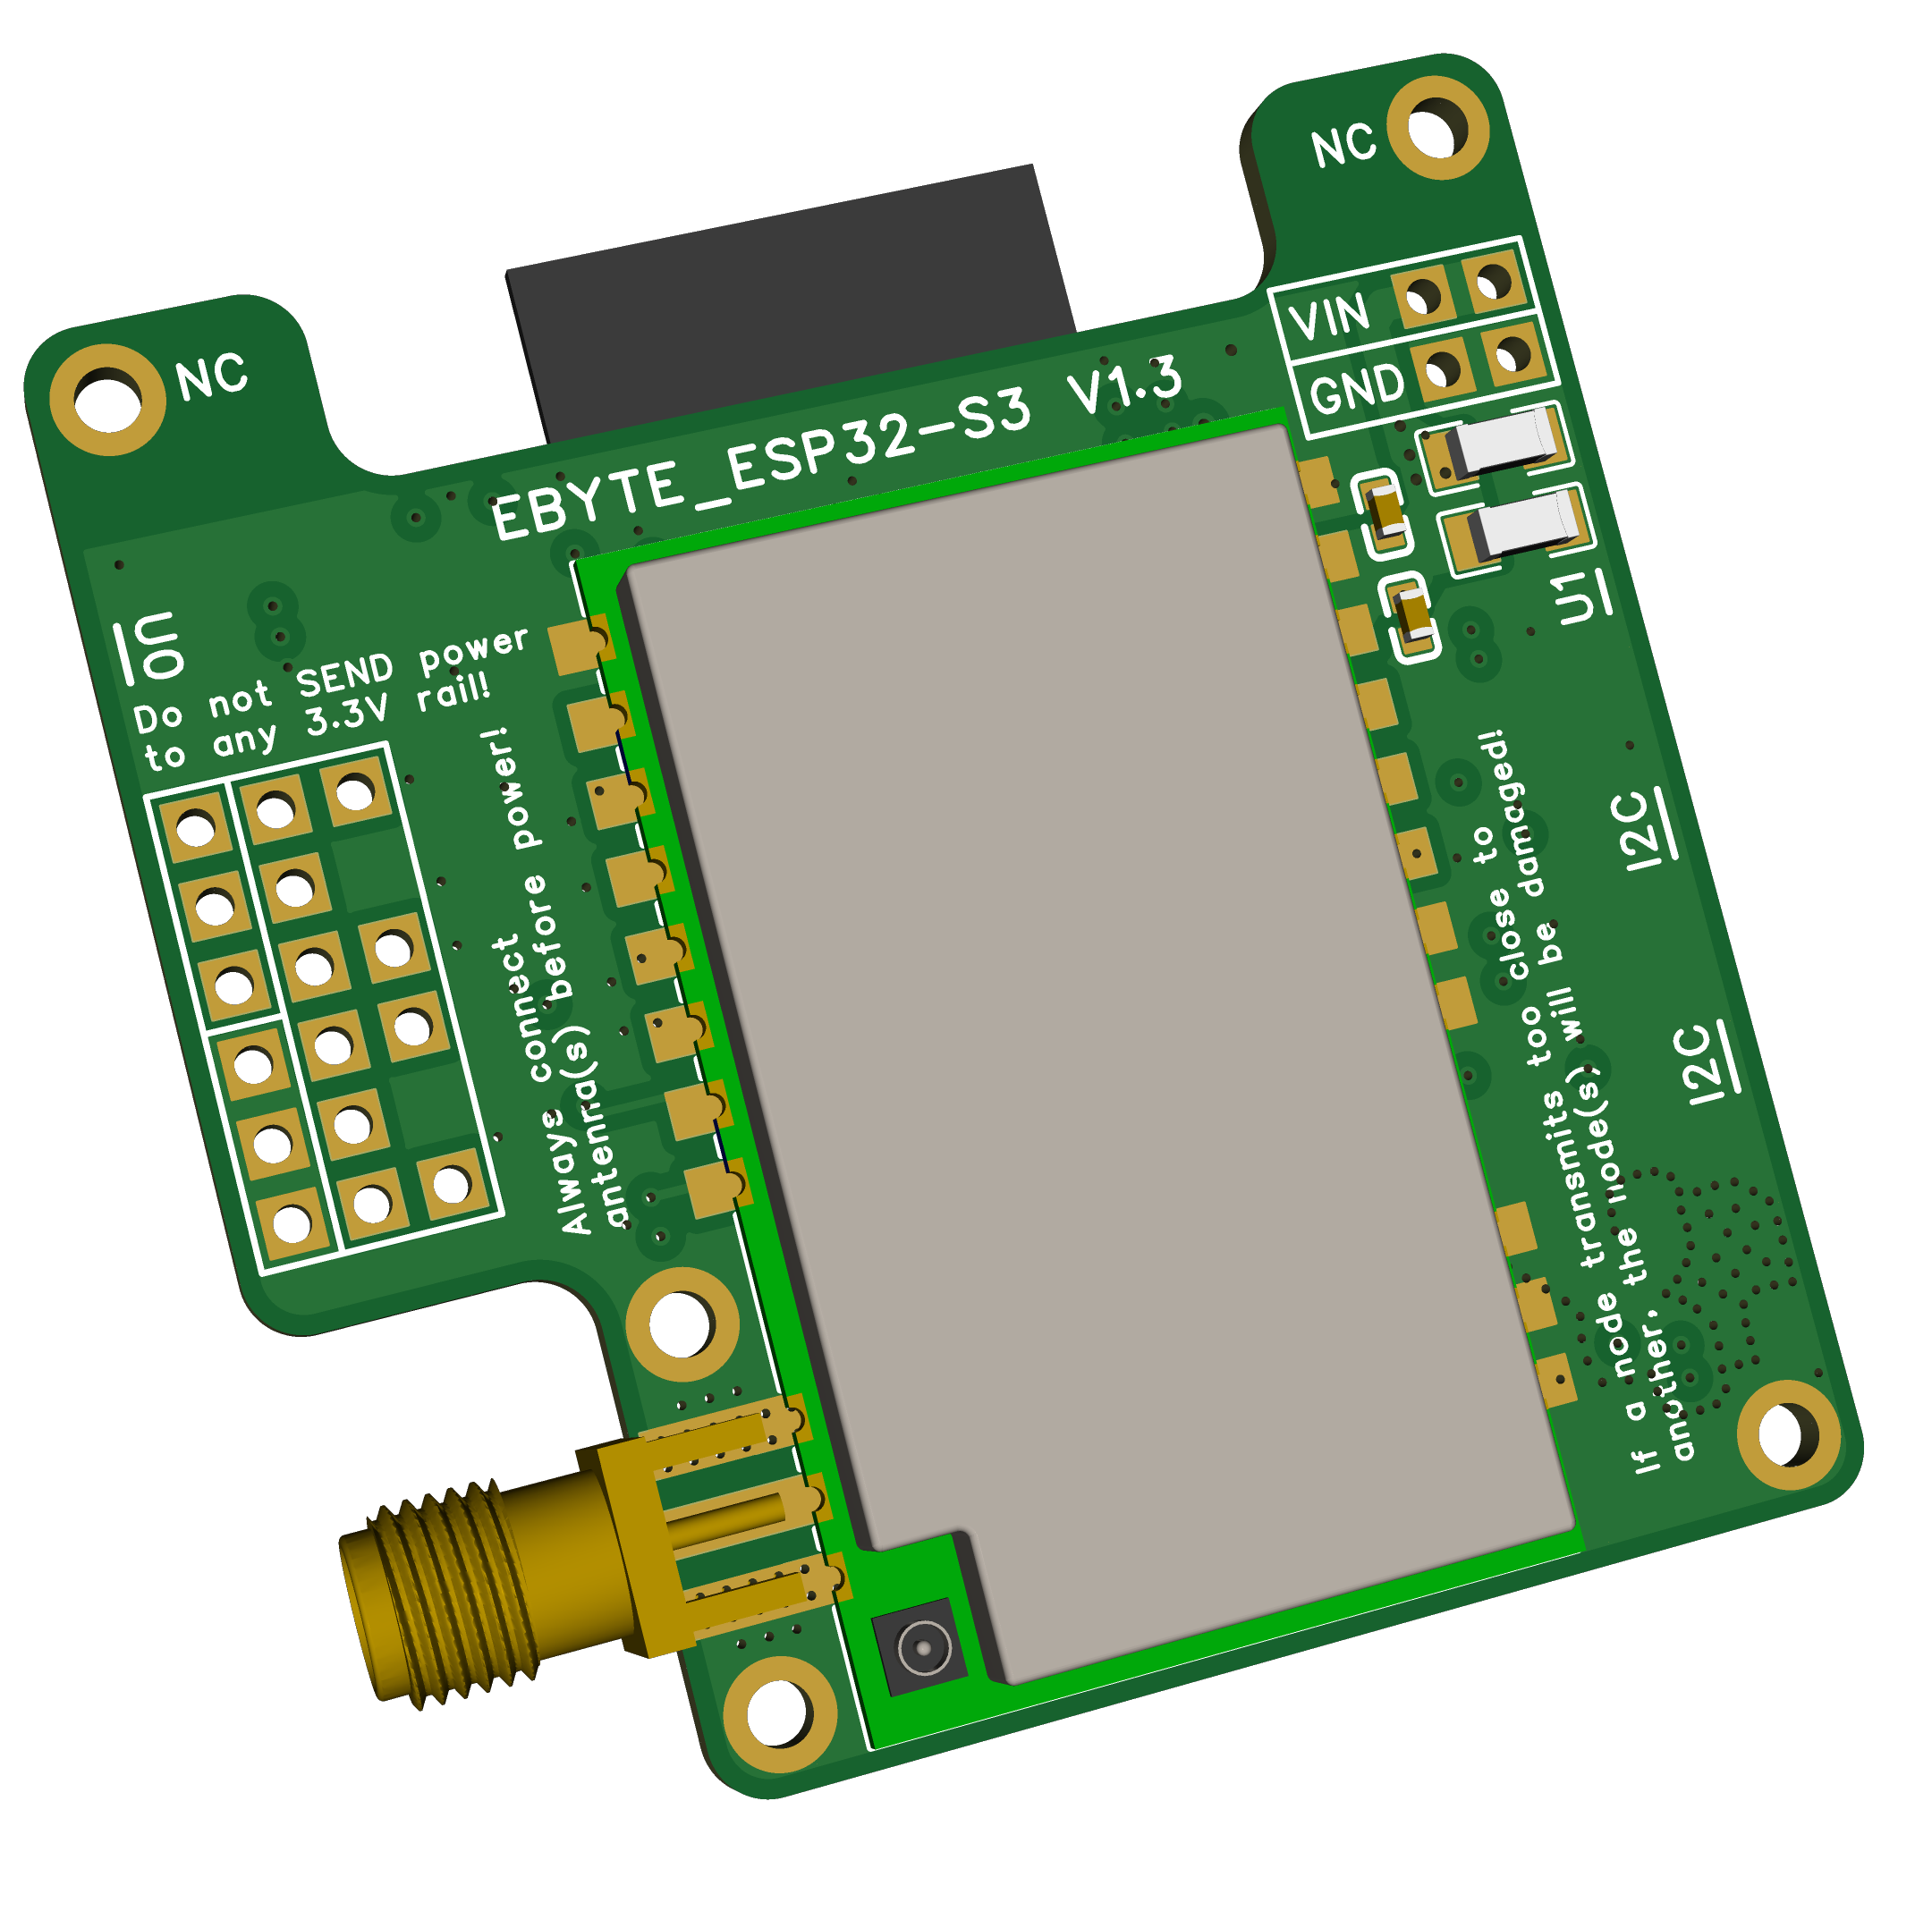 NC
NC
VIN
GND
EBYTE_ESP32-S3 V1.3
U0
U1
Do not SEND power
to any 3.3V rail!
Always connect
antenna(s) before power!
I2C
I2C
If a node transmits too close to
another, the node(s) will be damaged!